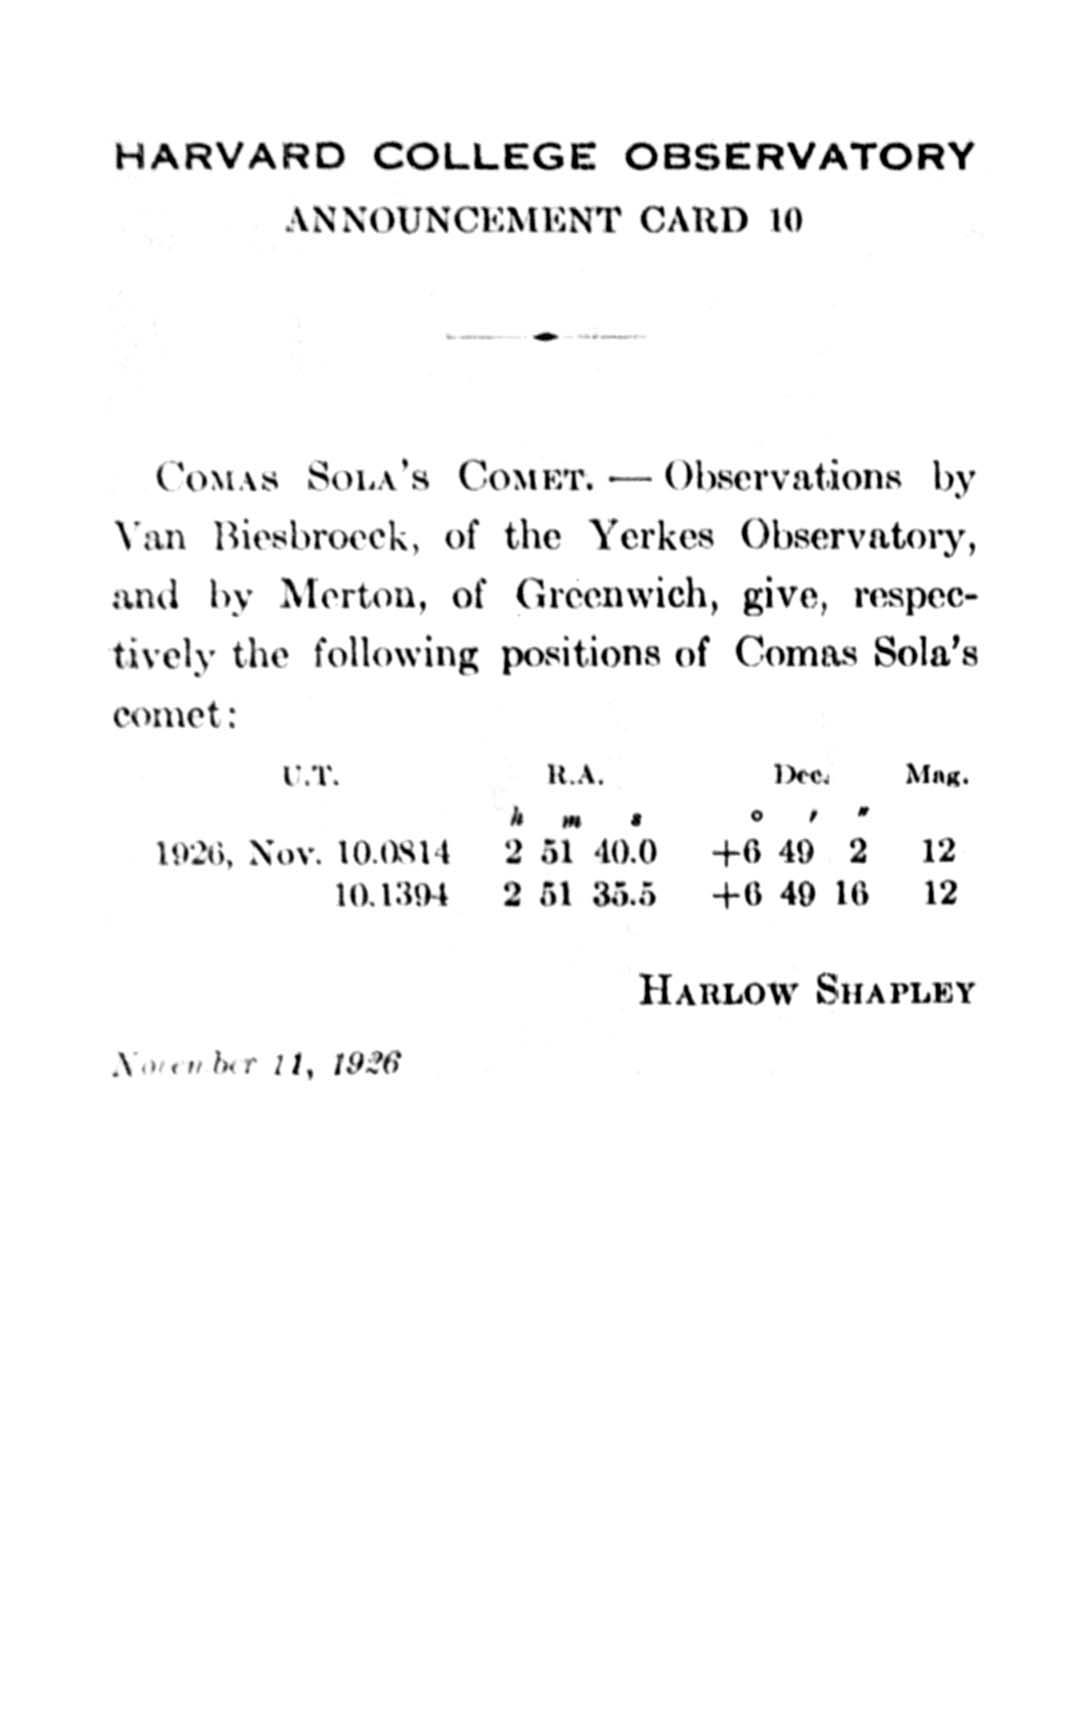 HARVARD COLLEGE OBSERVATORY
ANNOUNCEMENT CARD 10
COMAS SOLA'S COMET. — Observations by
Van Biesbroeck, of the Yerkes Observatory,
and by Merton, of Greenwich, give, respec-
tively the following positions of Comas Sola's
comet:
U.T. R.A. Dec. Mag.
h m s ° ′ ″
1926, Nov. 10.0814 2 51 40.0 +6 49 2 12
10.1394 2 51 35.5 +6 49 16 12
HARLOW SHAPLEY
November 11, 1926